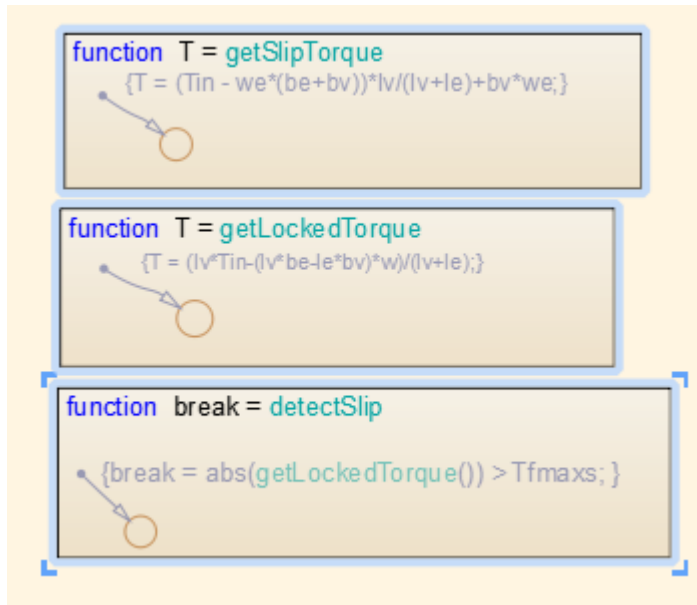 function T = getSlipTorque
{T = (Tin - we*(be+bv))*Iv/(Iv+Ie)+bv*we;}
function T = getLockedTorque
{T = (Iv*Tin-(Iv*be-Ie*bv)*w)/(Iv+Ie);}
function break = detectSlip
{break = abs(getLockedTorque()) > Tfmaxs; }